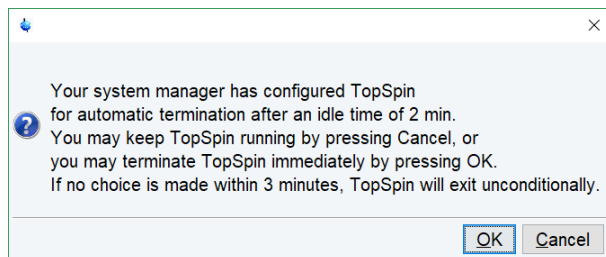 Your system manager has configured TopSpin
for automatic termination after an idle time of 2 min.
You may keep TopSpin running by pressing Cancel, or
you may terminate TopSpin immediately by pressing OK.
If no choice is made within 3 minutes, TopSpin will exit unconditionally.
OK Cancel